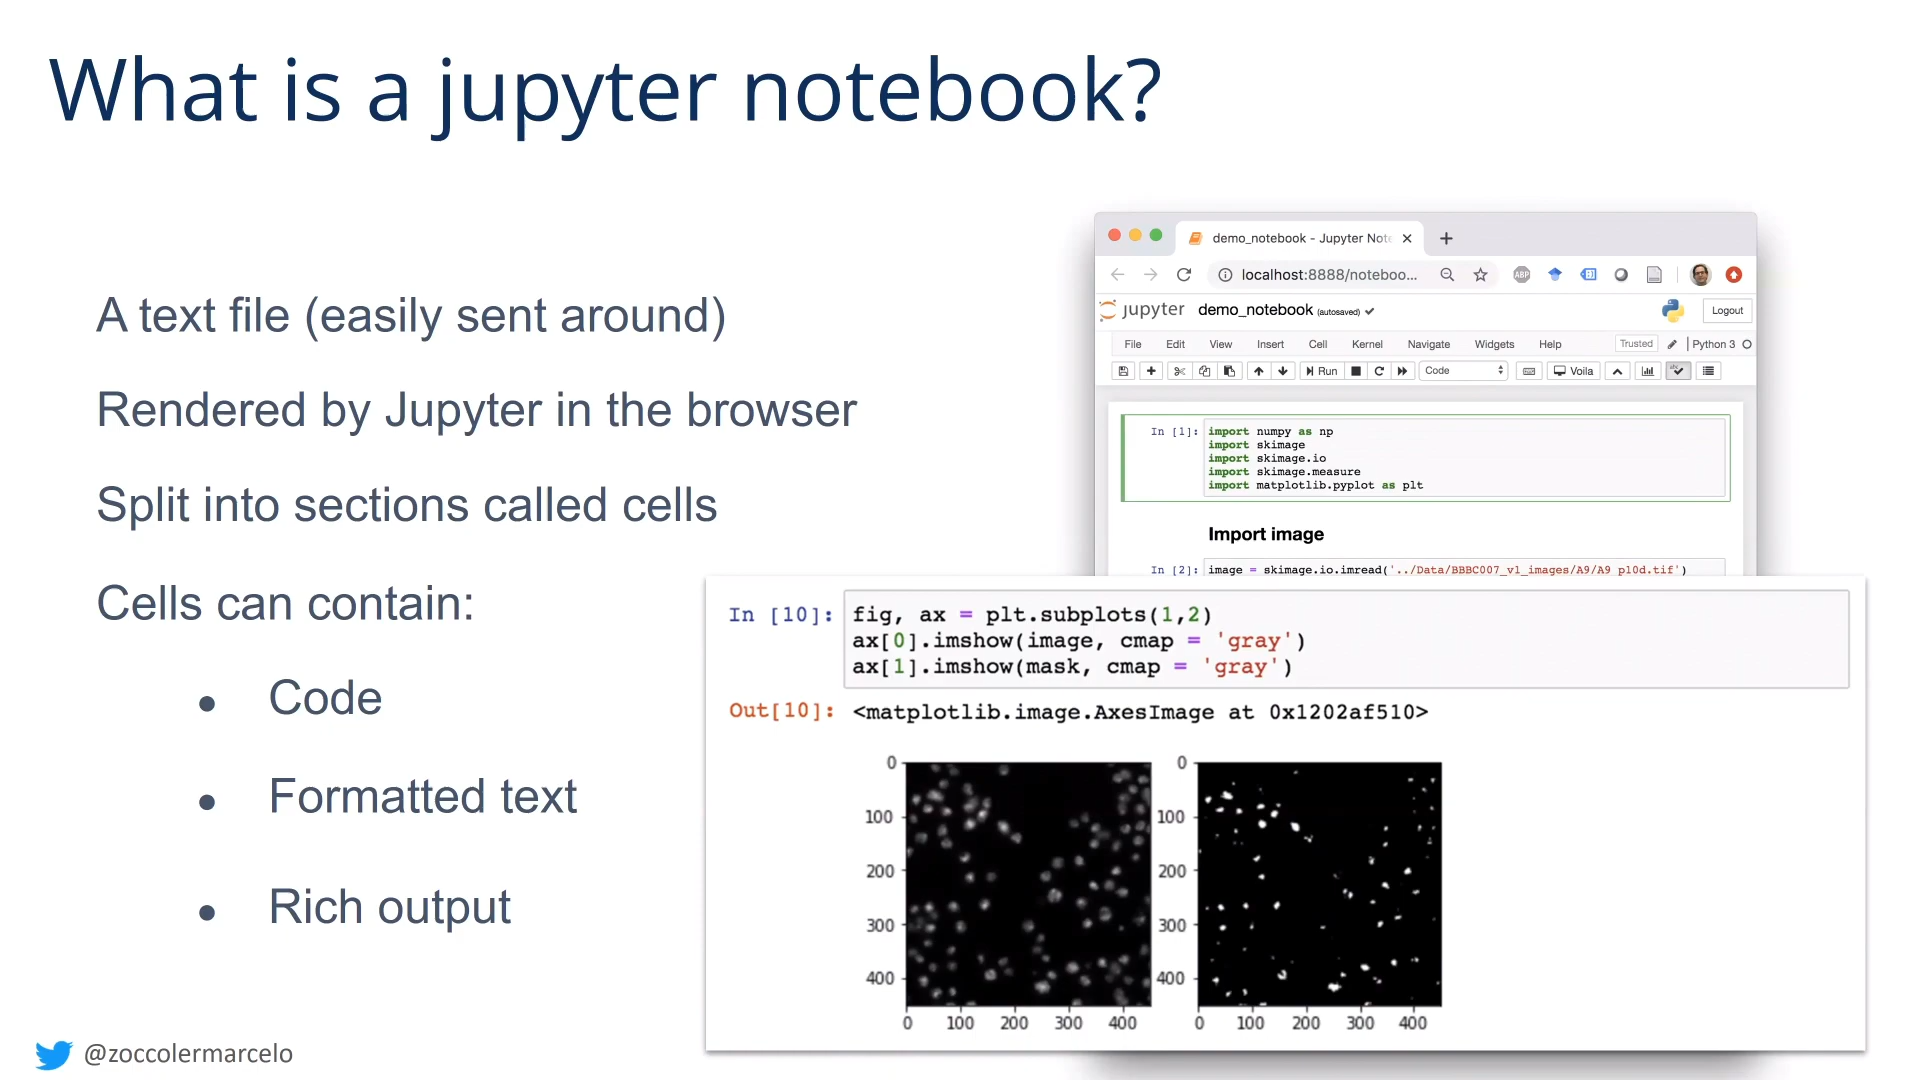 What is a jupyter notebook?
A text file (easily sent around)
Rendered by Jupyter in the browser
Split into sections called cells
Cells can contain:
● Code
● Formatted text
● Rich output
@zoccolermarcelo
demo_notebook - Jupyter Note
localhost:8888/noteboo...
ABP
jupyter demo_notebook (autosaved)
Logout
File Edit View Insert Cell Kernel Navigate Widgets Help Trusted Python 3
Run Code Voila
In [1]: import numpy as np
import skimage
import skimage.io
import skimage.measure
import matplotlib.pyplot as plt
Import image
In [2]: image = skimage.io.imread('../Data/BBBC007_v1_images/A9/A9 p10d.tif')
In [10]: fig, ax = plt.subplots(1,2)
ax[0].imshow(image, cmap = 'gray')
ax[1].imshow(mask, cmap = 'gray')
Out[10]: <matplotlib.image.AxesImage at 0x1202af510>
0
100
200
300
400
0 100 200 300 400
0
100
200
300
400
0 100 200 300 400